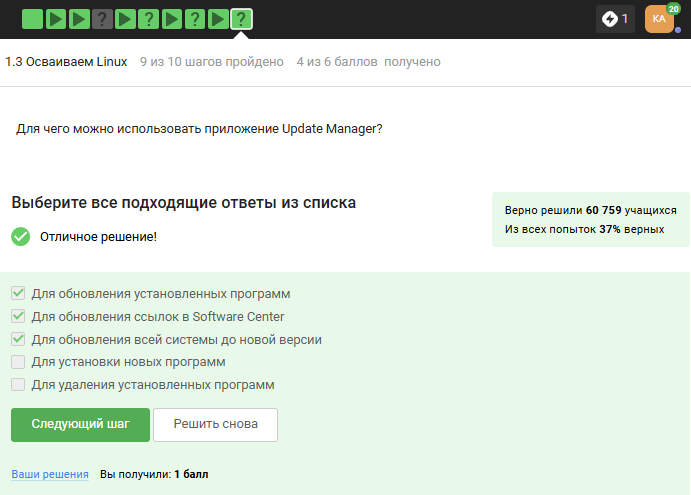 ? ? ? ? 1 KA 20
1.3 Осваиваем Linux 9 из 10 шагов пройдено 4 из 6 баллов получено
Для чего можно использовать приложение Update Manager?
Выберите все подходящие ответы из списка
Верно решили 60 759 учащихся
Из всех попыток 37% верных
Отличное решение!
Для обновления установленных программ
Для обновления ссылок в Software Center
Для обновления всей системы до новой версии
Для установки новых программ
Для удаления установленных программ
Следующий шаг Решить снова
Ваши решения Вы получили: 1 балл